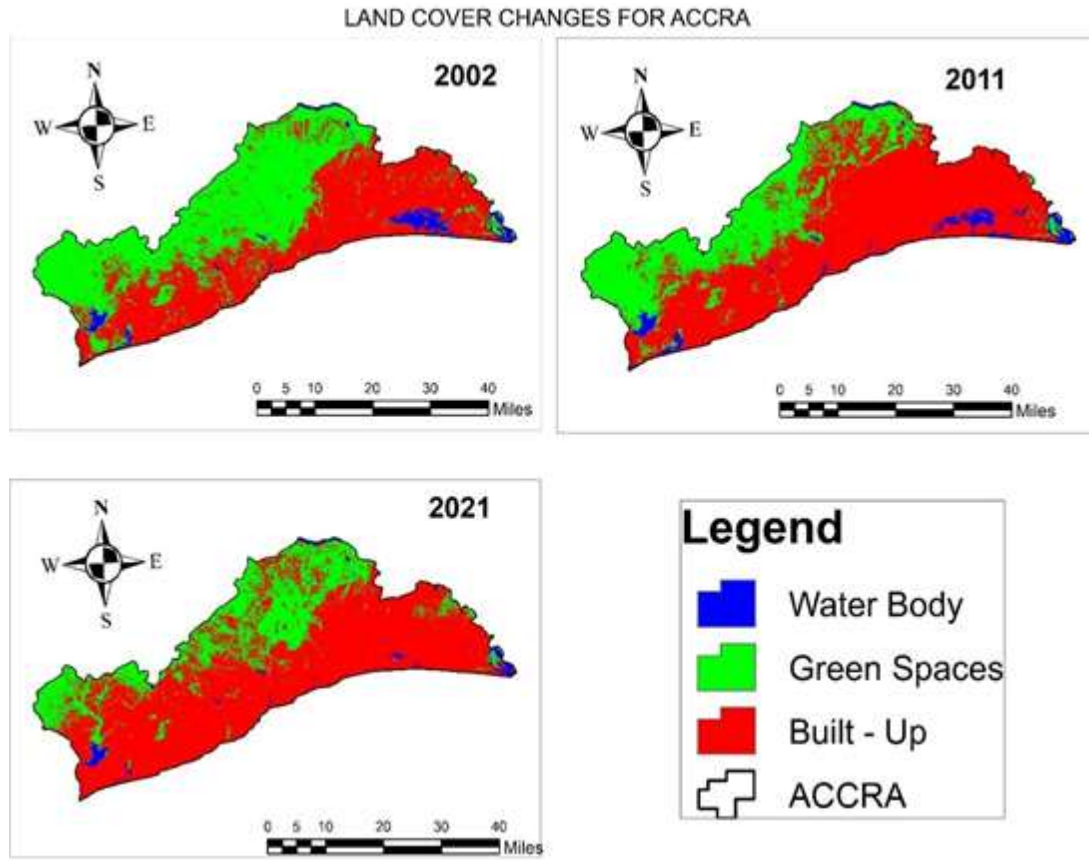 LAND COVER CHANGES FOR ACCRA
2002
N
W E
S
0 5 10 20 30 40
Miles
2011
N
W E
S
0 5 10 20 30 40
Miles
2021
N
W E
S
0 5 10 20 30 40
Miles
Legend
Water Body
Green Spaces
Built - Up
ACCRA